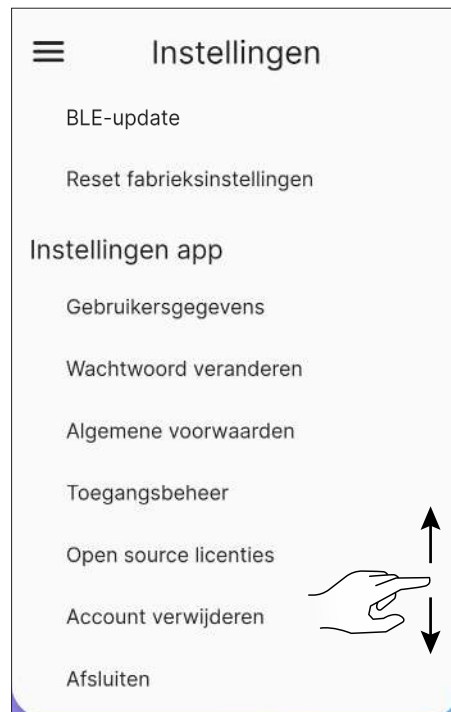 Instellingen
BLE-update
Reset fabrieksinstellingen
Instellingen app
Gebruikersgegevens
Wachtwoord veranderen
Algemene voorwaarden
Toegangsbeheer
Open source licenties
Account verwijderen
Afsluiten